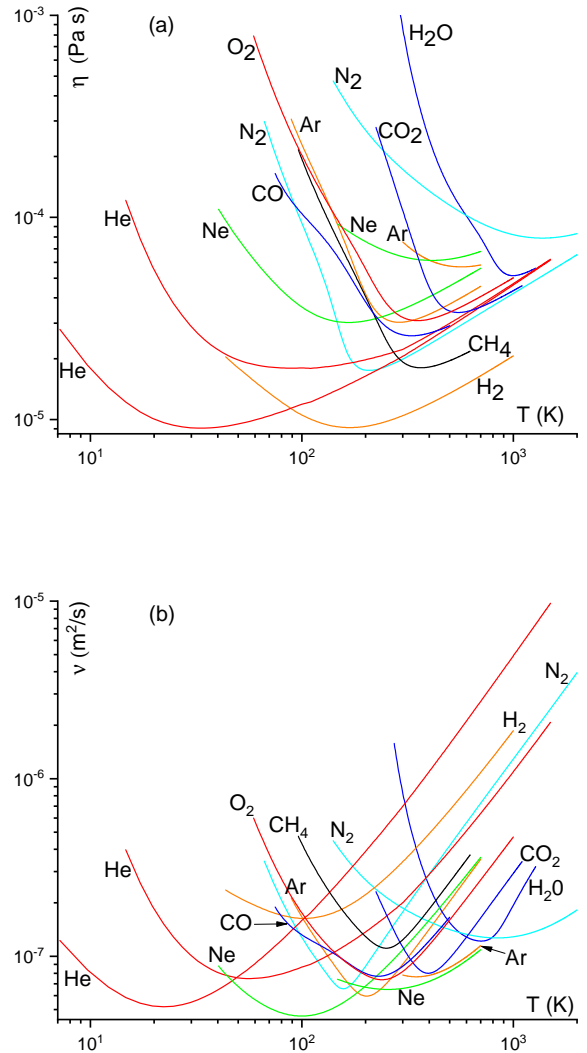 10⁻³
(a)
η (Pa s)
H₂O
O₂
N₂
Ar
N₂
CO₂
CO
10⁻⁴
He
Ne
Ne
Ar
He
CH₄
H₂
10⁻⁵
T (K)
10¹
10²
10³
10⁻⁵
(b)
ν (m²/s)
N₂
H₂
10⁻⁶
O₂
CH₄
N₂
He
CO₂
Ar
H₂0
CO
10⁻⁷
Ne
Ar
He
Ne
T (K)
10¹
10²
10³